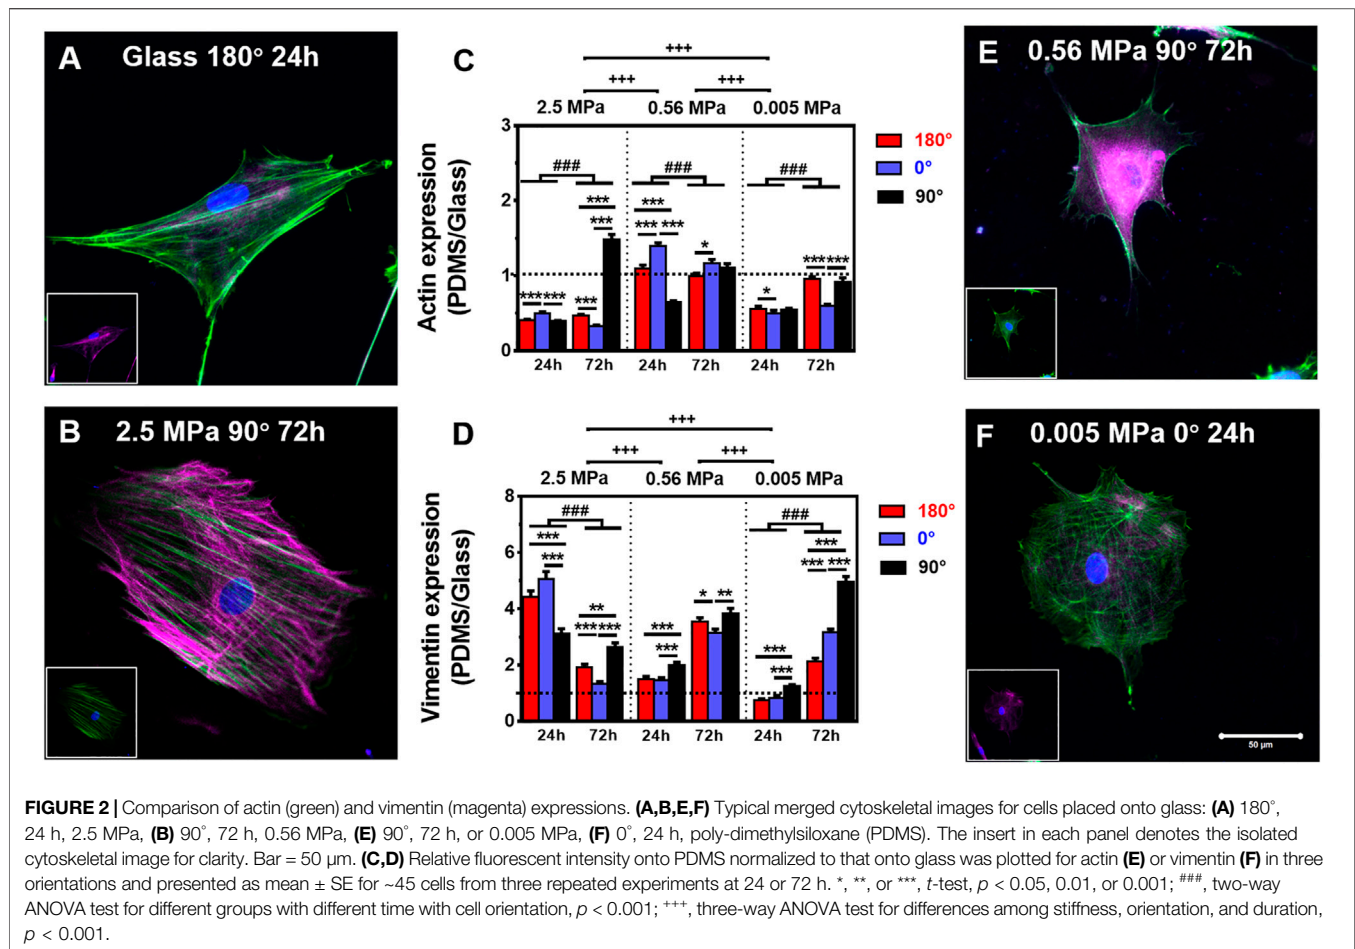 A Glass 180° 24h
B 2.5 MPa 90° 72h
C
+++
+++ +++
2.5 MPa 0.56 MPa 0.005 MPa
Actin expression
(PDMS/Glass)
3
2
1
0
### ### ###
*** *** *** *** ***
*** *** *** *** ***
* * *** ***
24h 72h 24h 72h 24h 72h
180°
0°
90°
D
+++
+++ +++
2.5 MPa 0.56 MPa 0.005 MPa
Vimentin expression
(PDMS/Glass)
8
6
4
2
0
### ###
*** *** ** *** ***
*** *** * ** *** ***
*** *** *** ***
24h 72h 24h 72h 24h 72h
180°
0°
90°
E 0.56 MPa 90° 72h
F 0.005 MPa 0° 24h
50 µm
FIGURE 2 | Comparison of actin (green) and vimentin (magenta) expressions. (A,B,E,F) Typical merged cytoskeletal images for cells placed onto glass: (A) 180°,
24 h, 2.5 MPa, (B) 90°, 72 h, 0.56 MPa, (E) 90°, 72 h, or 0.005 MPa, (F) 0°, 24 h, poly-dimethylsiloxane (PDMS). The insert in each panel denotes the isolated
cytoskeletal image for clarity. Bar = 50 µm. (C,D) Relative fluorescent intensity onto PDMS normalized to that onto glass was plotted for actin (E) or vimentin (F) in three
orientations and presented as mean ± SE for ~45 cells from three repeated experiments at 24 or 72 h. *, **, or ***, t-test, p < 0.05, 0.01, or 0.001; ###, two-way
ANOVA test for different groups with different time with cell orientation, p < 0.001; +++, three-way ANOVA test for differences among stiffness, orientation, and duration,
p < 0.001.